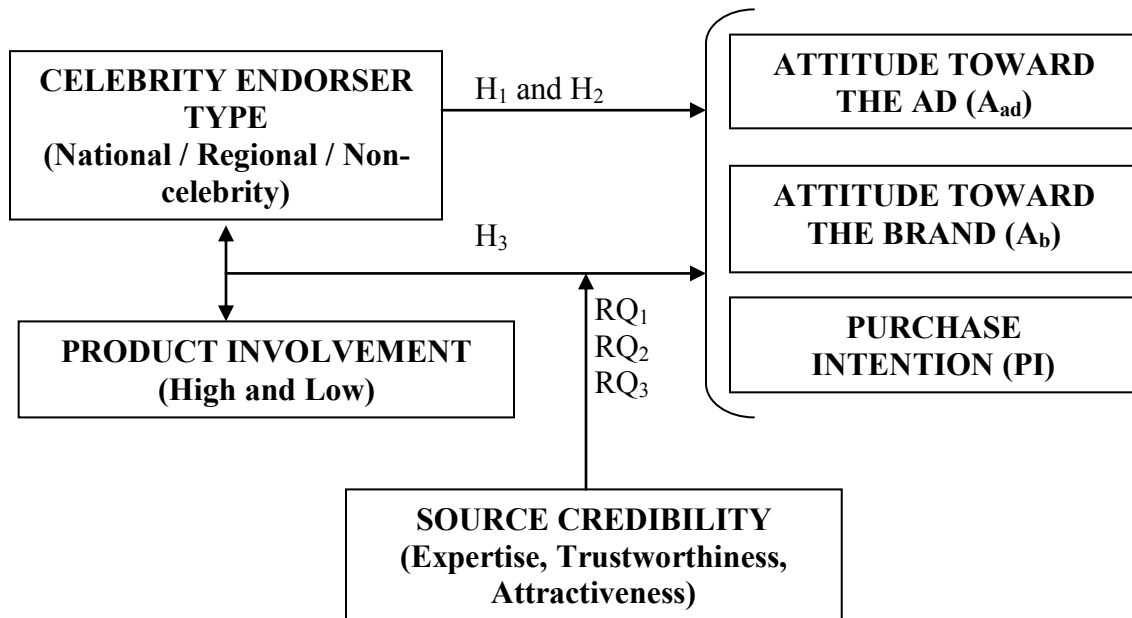 CELEBRITY ENDORSER
TYPE
(National / Regional / Non-
celebrity)
H₁ and H₂
ATTITUDE TOWARD
THE AD (Aad)
ATTITUDE TOWARD
THE BRAND (Ab)
H₃
PRODUCT INVOLVEMENT
(High and Low)
RQ₁
RQ₂
RQ₃
PURCHASE
INTENTION (PI)
SOURCE CREDIBILITY
(Expertise, Trustworthiness,
Attractiveness)